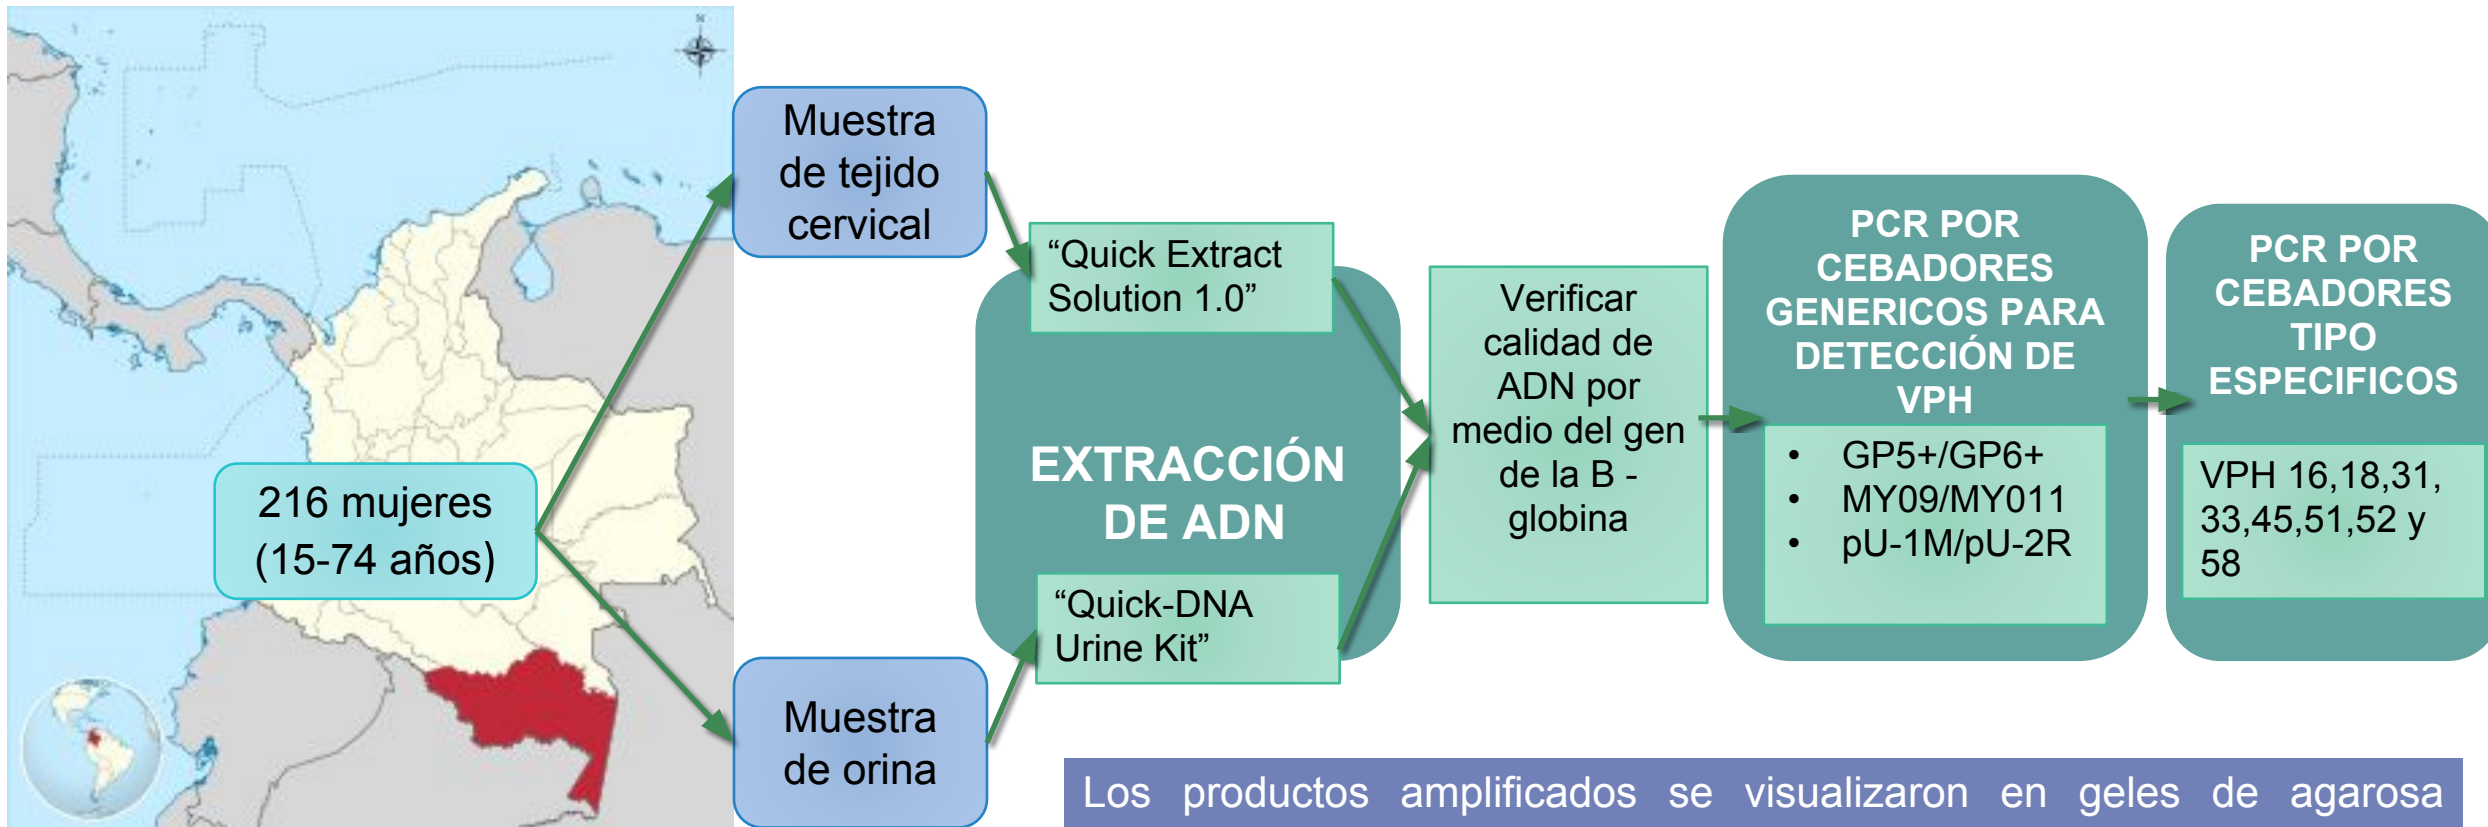 216 mujeres
(15-74 años)
Muestra
de tejido
cervical
Muestra
de orina
“Quick Extract
Solution 1.0”
EXTRACCIÓN
DE ADN
“Quick-DNA
Urine Kit”
Verificar
calidad de
ADN por
medio del gen
de la B -
globina
PCR POR
CEBADORES
GENERICOS PARA
DETECCIÓN DE
VPH
• GP5+/GP6+
• MY09/MY011
• pU-1M/pU-2R
PCR POR
CEBADORES
TIPO
ESPECIFICOS
VPH 16,18,31,
33,45,51,52 y
58
Los productos amplificados se visualizaron en geles de agarosa